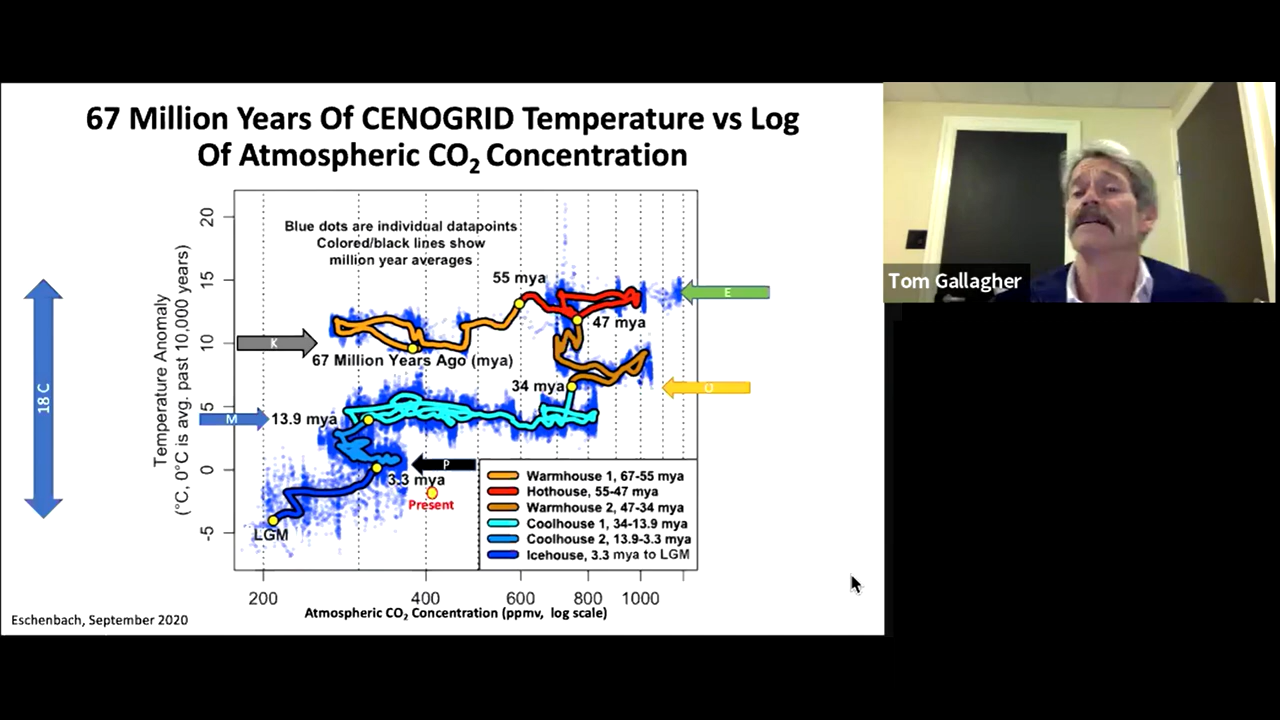 67 Million Years Of CENOGRID Temperature vs Log
Of Atmospheric CO₂ Concentration
Temperature Anomaly
(°C, 0°C is avg. past 10,000 years)
20
15
10
5
0
-5
Blue dots are individual datapoints
Colored/black lines show
million year averages
55 mya
E
47 mya
K
67 Million Years Ago (mya)
34 mya
18 C
M
13.9 mya
P
3.3 mya
Present
LGM
Warmhouse 1, 67-55 mya
Hothouse, 55-47 mya
Warmhouse 2, 47-34 mya
Coolhouse 1, 34-13.9 mya
Coolhouse 2, 13.9-3.3 mya
Icehouse, 3.3 mya to LGM
200
400
600
800
1000
Atmospheric CO₂ Concentration (ppmv, log scale)
Eschenbach, September 2020
Tom Gallagher